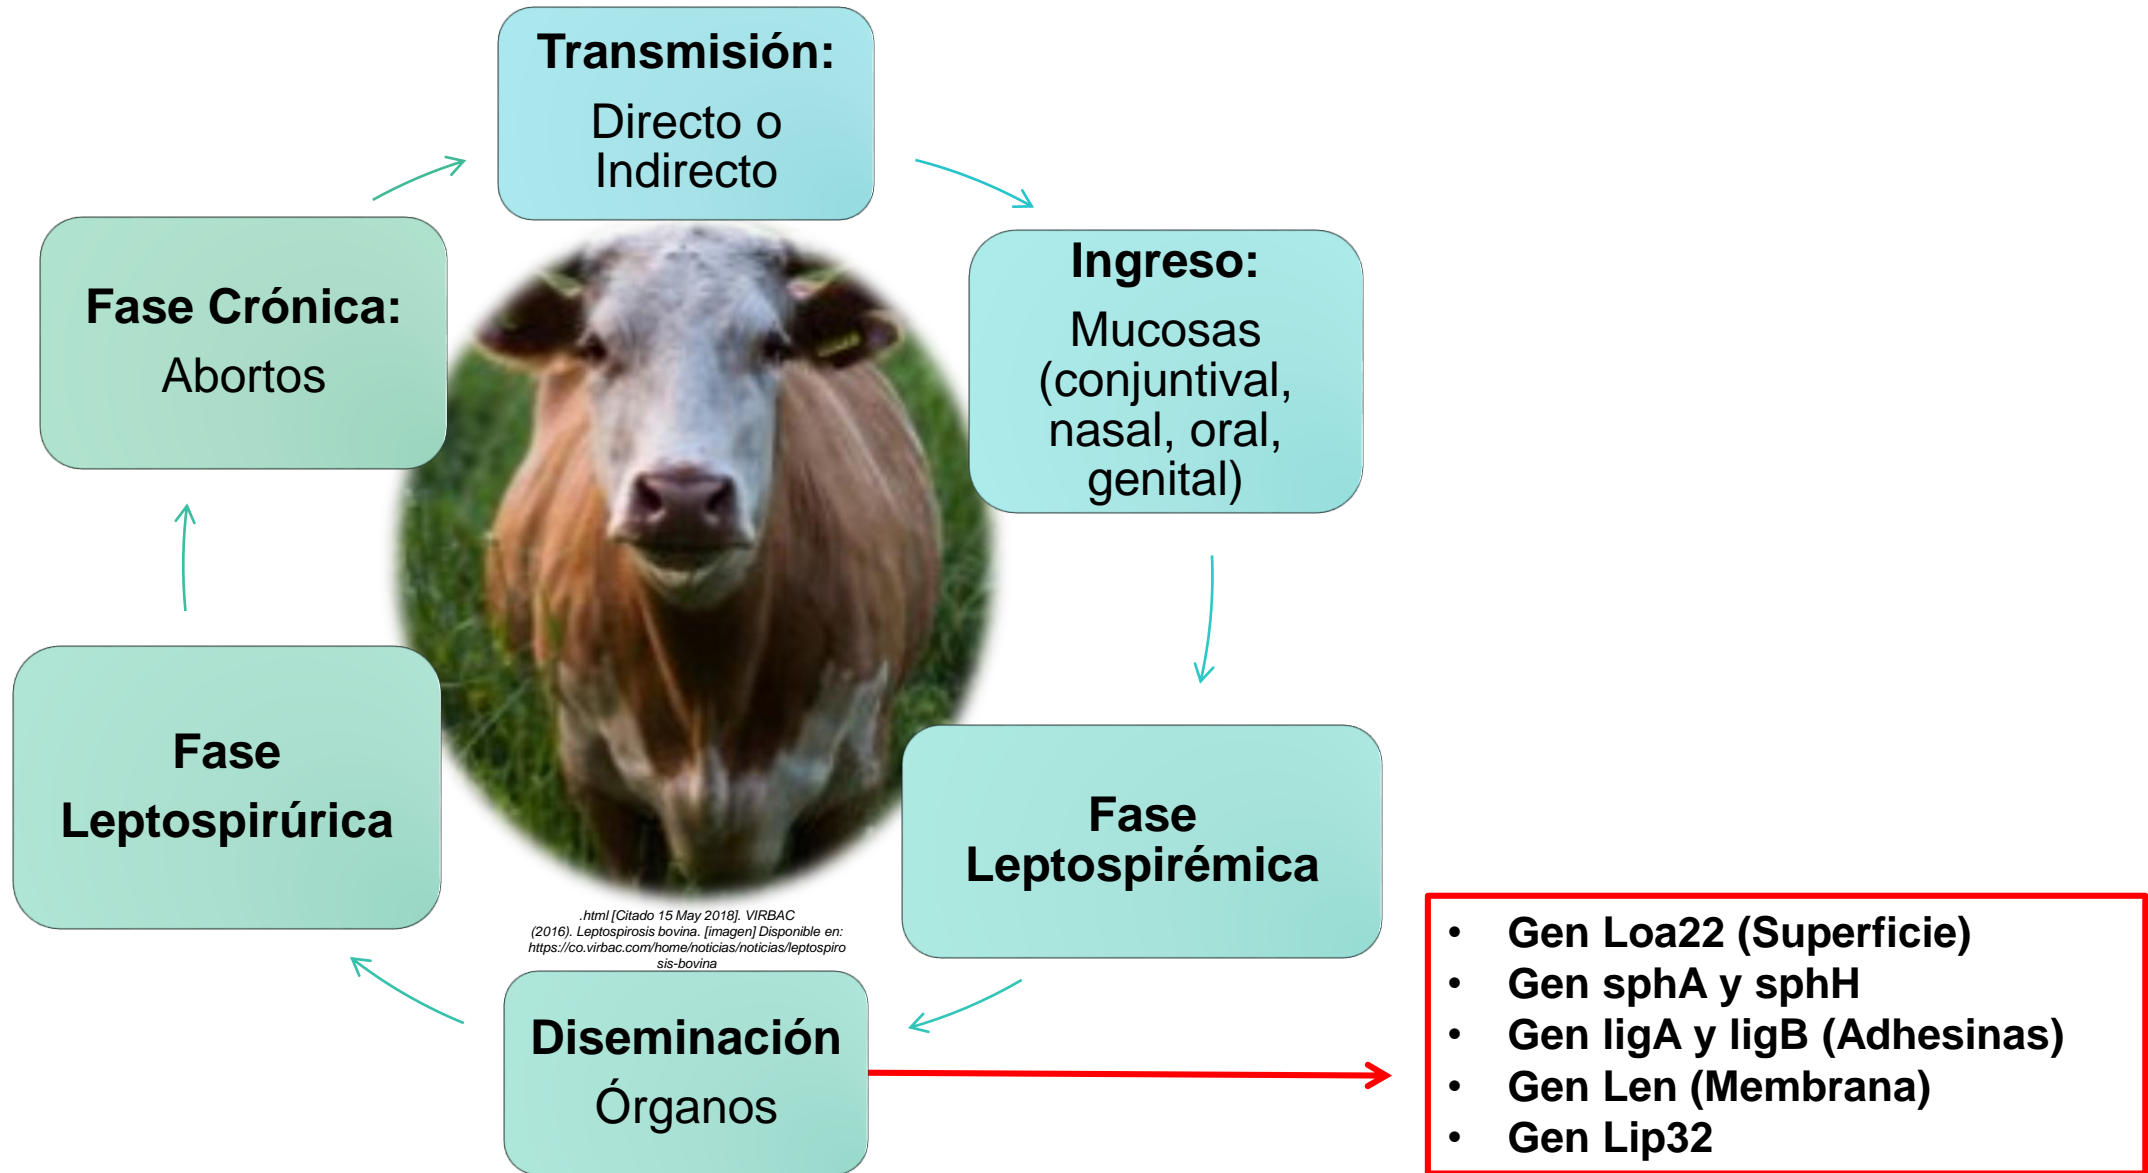 Transmisión:
Directo o
Indirecto
Ingreso:
Mucosas
(conjuntival,
nasal, oral,
genital)
Fase
Leptospirémica
Diseminación
Órganos
Fase
Leptospirúrica
Fase Crónica:
Abortos
.html [Citado 15 May 2018]. VIRBAC
(2016). Leptospirosis bovina. [imagen] Disponible en:
https://co.virbac.com/home/noticias/noticias/leptospiro
sis-bovina
• Gen Loa22 (Superficie)
• Gen sphA y sphH
• Gen ligA y ligB (Adhesinas)
• Gen Len (Membrana)
• Gen Lip32